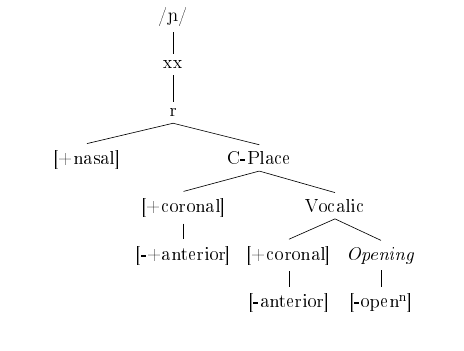 /ɲ/
xx
r
[+nasal] C-Place
[+coronal] Vocalic
[-+anterior] [+coronal] Opening
[-anterior] [-openⁿ]